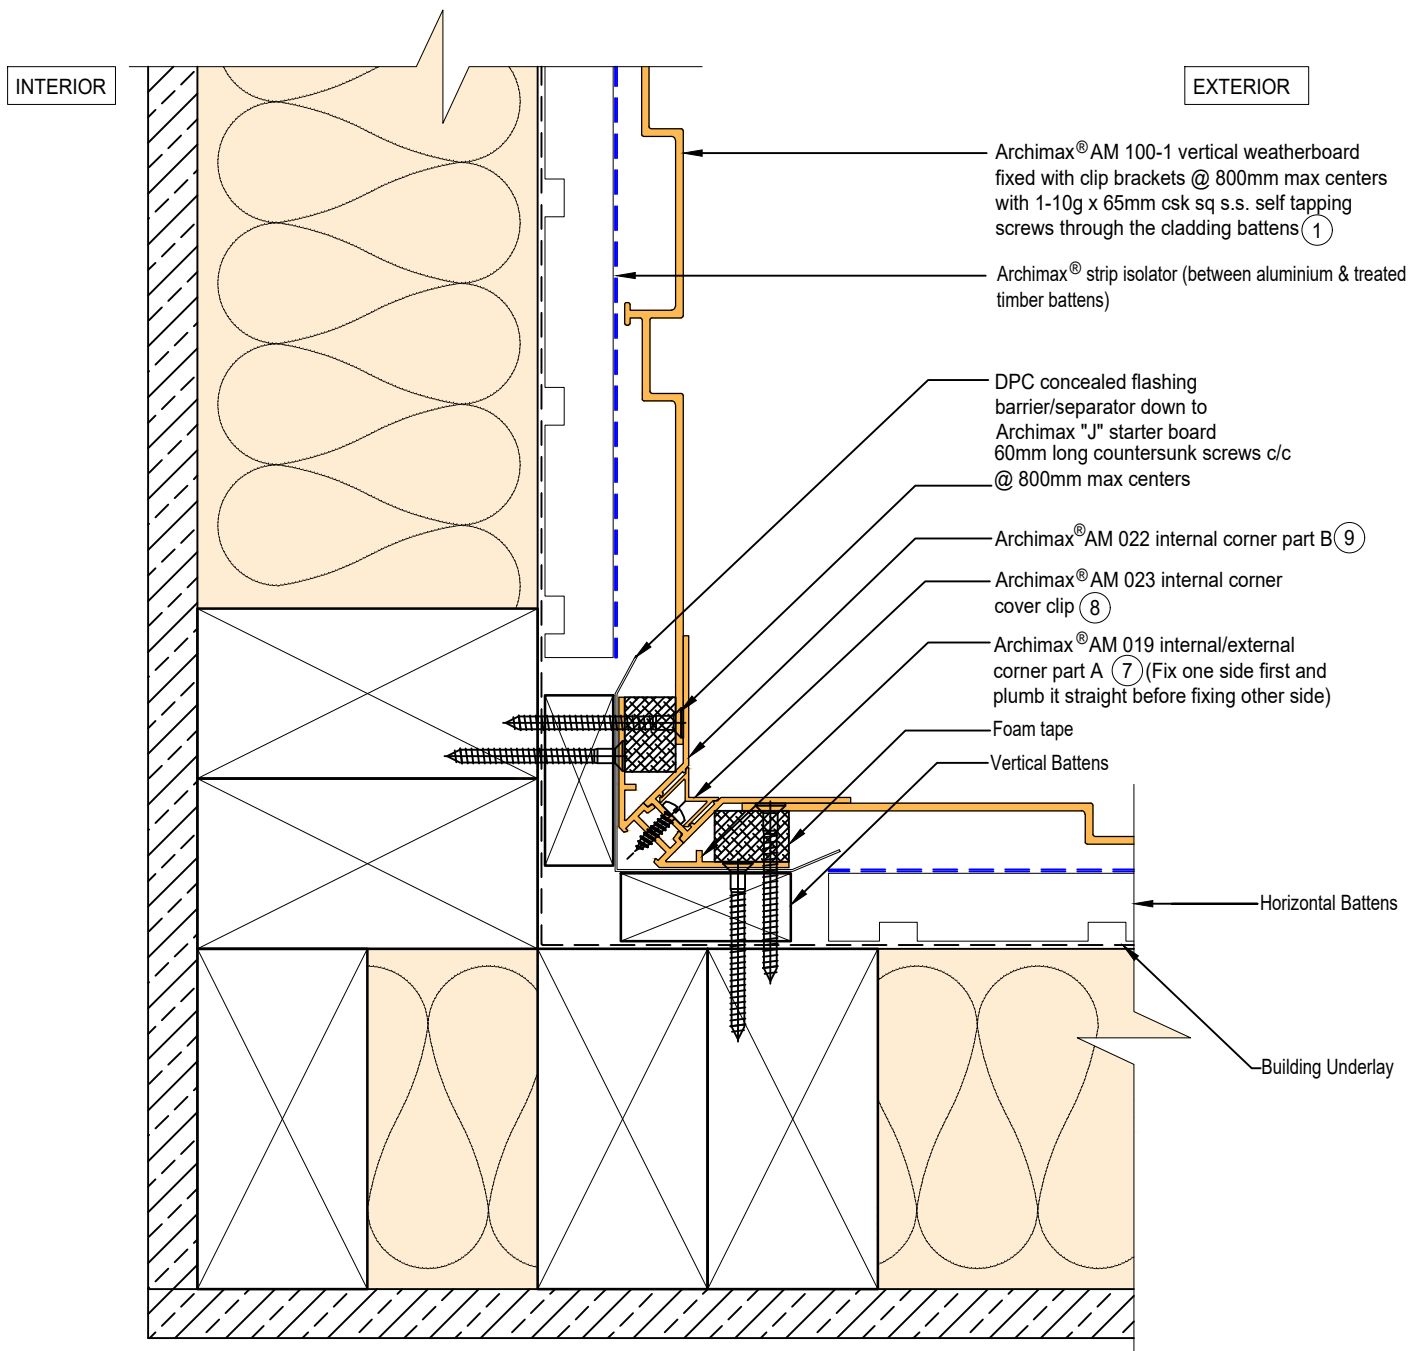 INTERIOR
EXTERIOR
Archimax® AM 100-1 vertical weatherboard
fixed with clip brackets @ 800mm max centers
with 1-10g x 65mm csk sq s.s. self tapping
screws through the cladding battens 1
Archimax® strip isolator (between aluminium & treated
timber battens)
DPC concealed flashing
barrier/separator down to
Archimax "J" starter board
60mm long countersunk screws c/c
@ 800mm max centers
Archimax® AM 022 internal corner part B 9
Archimax® AM 023 internal corner
cover clip 8
Archimax® AM 019 internal/external
corner part A 7 (Fix one side first and
plumb it straight before fixing other side)
Foam tape
Vertical Battens
Horizontal Battens
Building Underlay